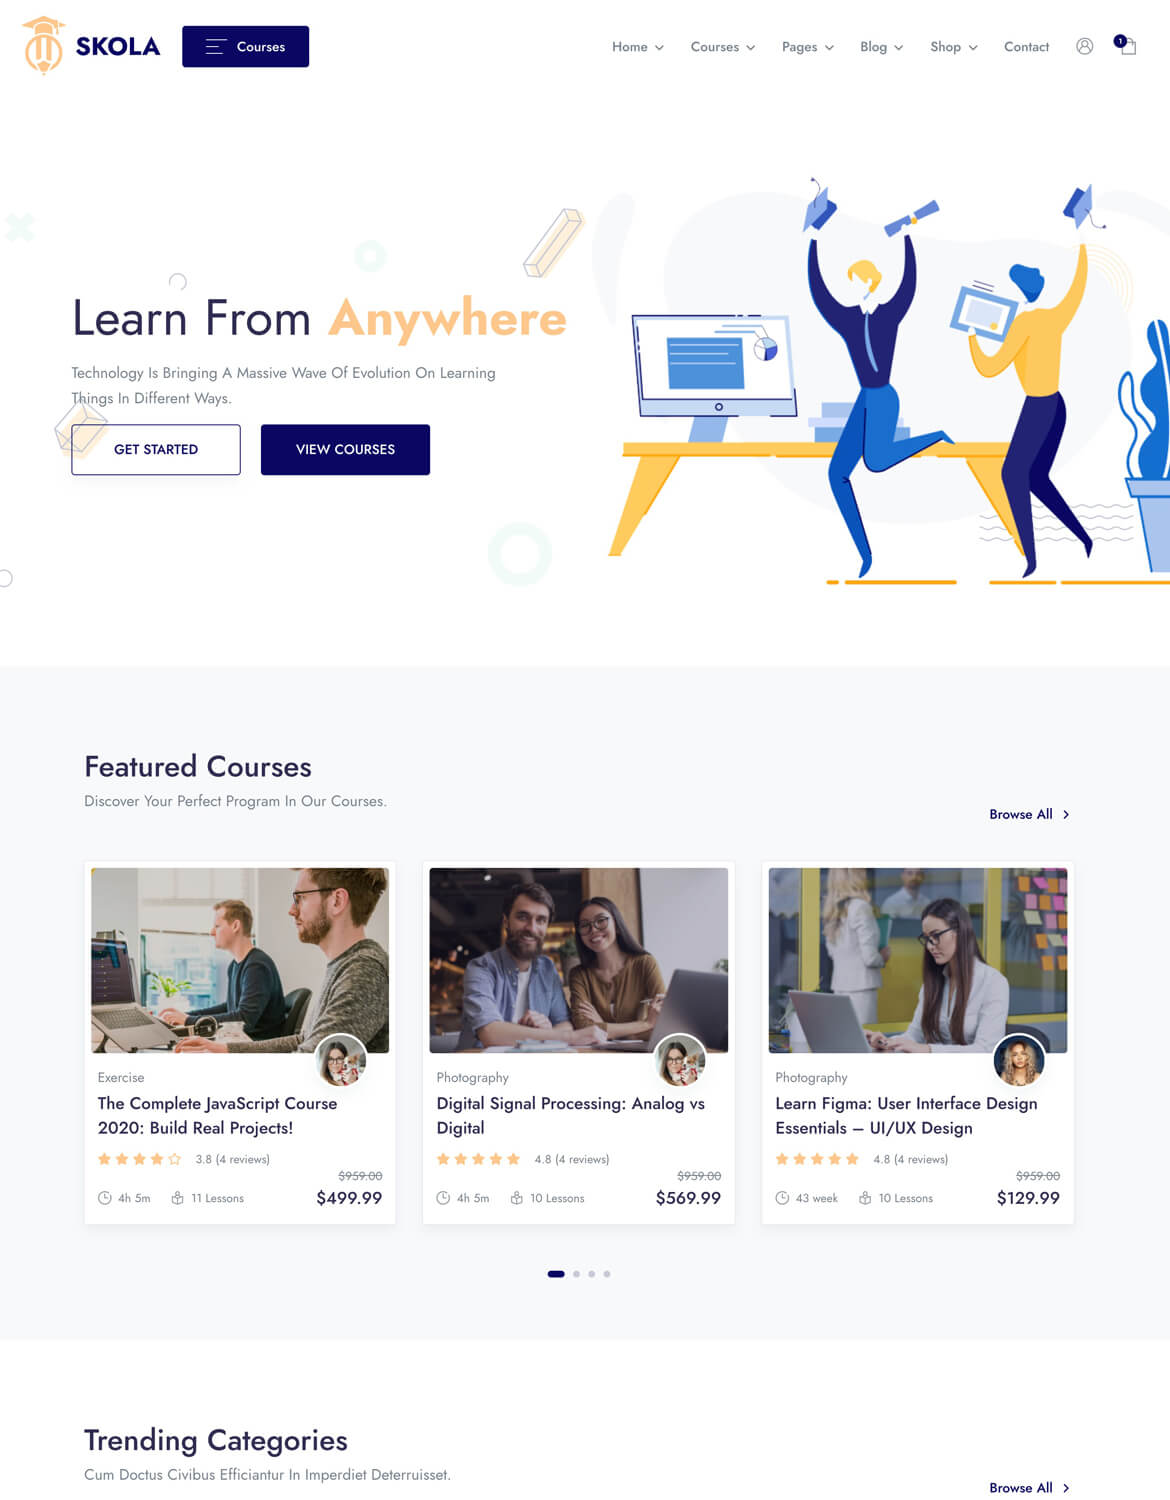 SKOLA
Courses
Home
Courses
Pages
Blog
Shop
Contact
1
Learn From Anywhere
Technology Is Bringing A Massive Wave Of Evolution On Learning
Things In Different Ways.
GET STARTED
VIEW COURSES
Featured Courses
Discover Your Perfect Program In Our Courses.
Browse All
Exercise
The Complete JavaScript Course
2020: Build Real Projects!
3.8 (4 reviews)
$959.00
4h 5m
11 Lessons
$499.99
Photography
Digital Signal Processing: Analog vs
Digital
4.8 (4 reviews)
$959.00
4h 5m
10 Lessons
$569.99
Photography
Learn Figma: User Interface Design
Essentials – UI/UX Design
4.8 (4 reviews)
$959.00
43 week
10 Lessons
$129.99
Trending Categories
Cum Doctus Civibus Efficiantur In Imperdiet Deterruisset.
Browse All